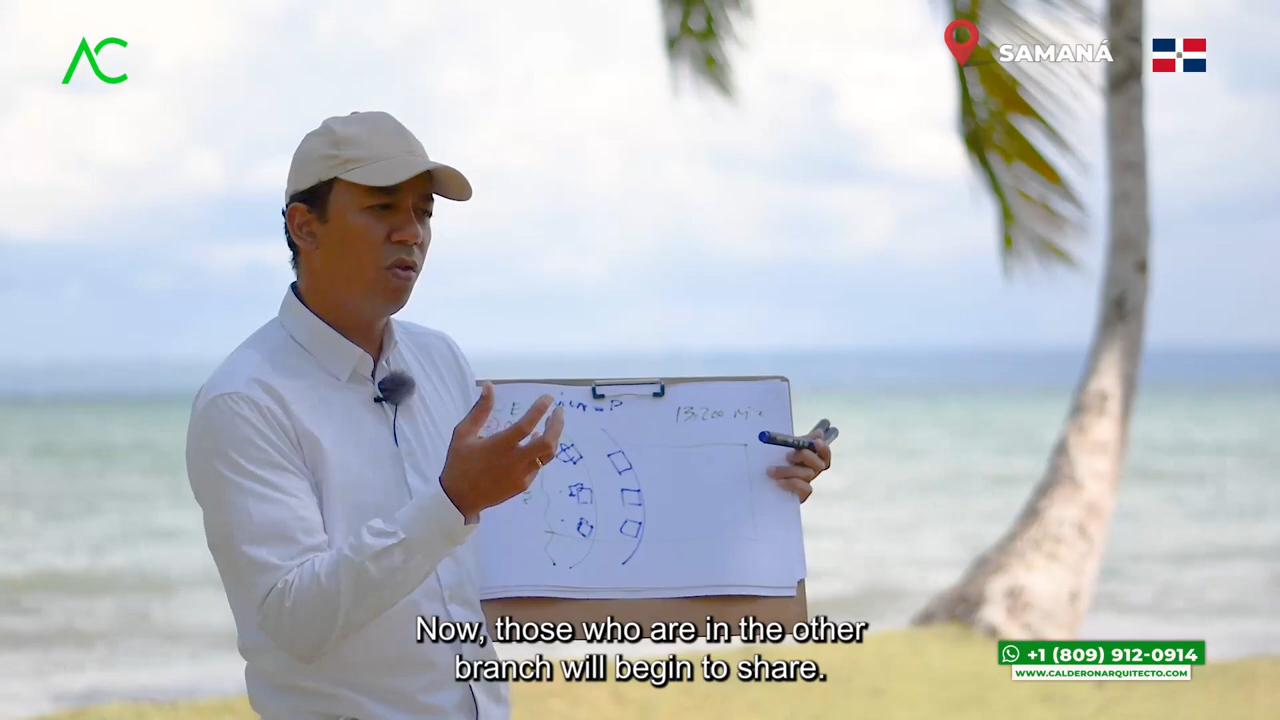 AC
SAMANÁ
13,200
Now, those who are in the other
branch will begin to share.
+1 (809) 912-0914
WWW.CALDERONARQUITECTO.COM